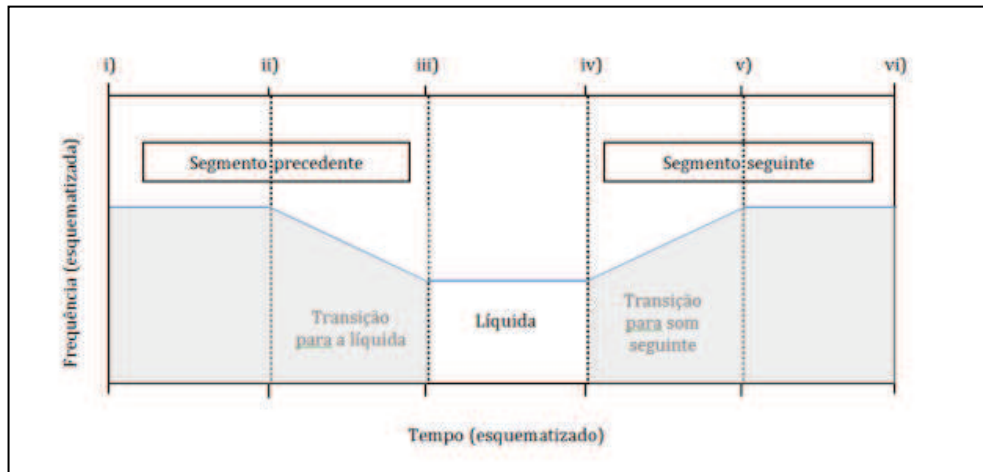 i) ii) iii) iv) v) vi)
Segmento precedente
Segmento seguinte
Frequência (esquematizada)
Transição
para a líquida
Líquida
Transição
para som
seguinte
Tempo (esquematizado)